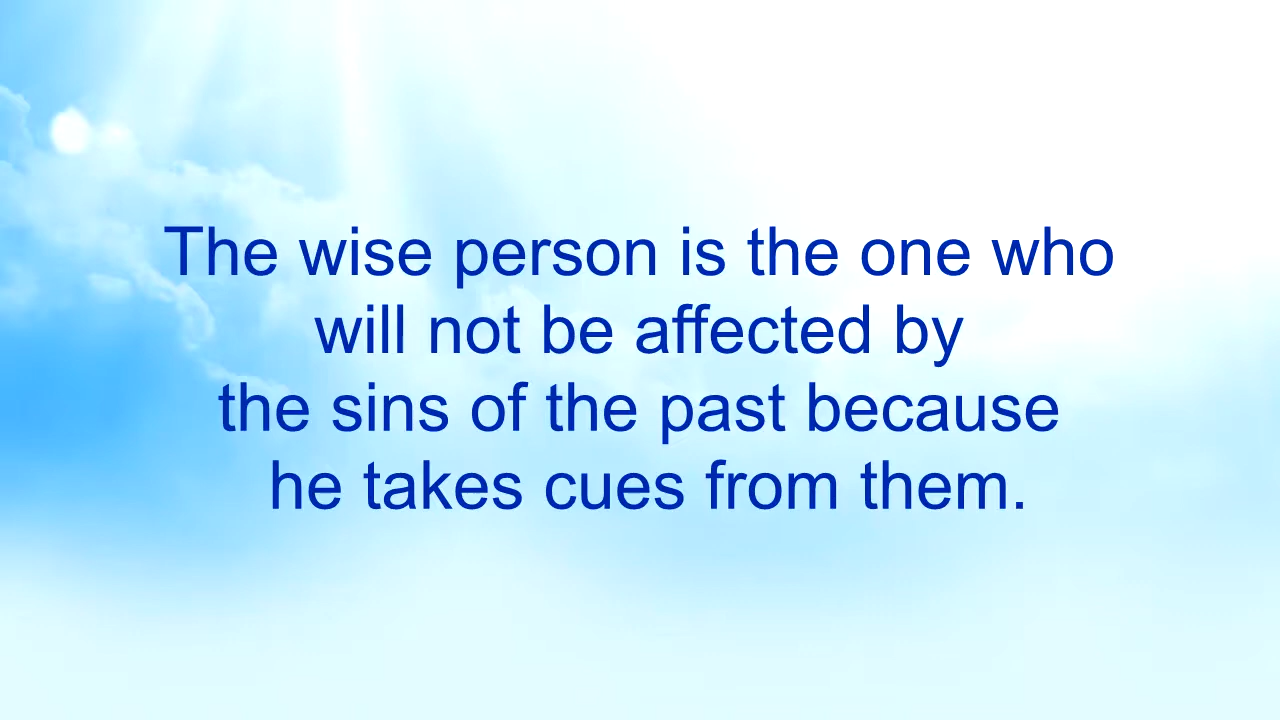 The wise person is the one who
will not be affected by
the sins of the past because
he takes cues from them.